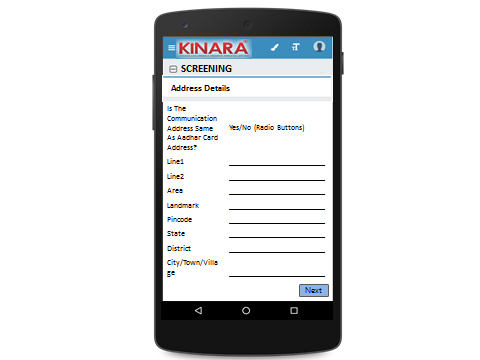 KINARA
SCREENING
Address Details
Is The
Communication
Address Same
As Aadhar Card
Address?
Yes/No (Radio Buttons)
Line1
Line2
Area
Landmark
Pincode
State
District
City/Town/Villa
ge
Next